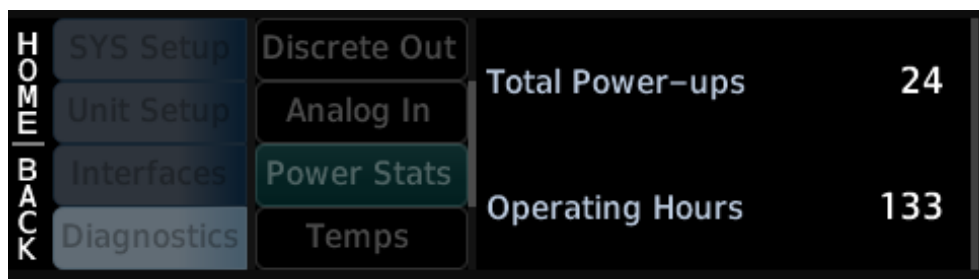 HOME
BACK
SYS Setup
Unit Setup
Interfaces
Diagnostics
Discrete Out
Analog In
Power Stats
Temps
Total Power-ups 24
Operating Hours 133